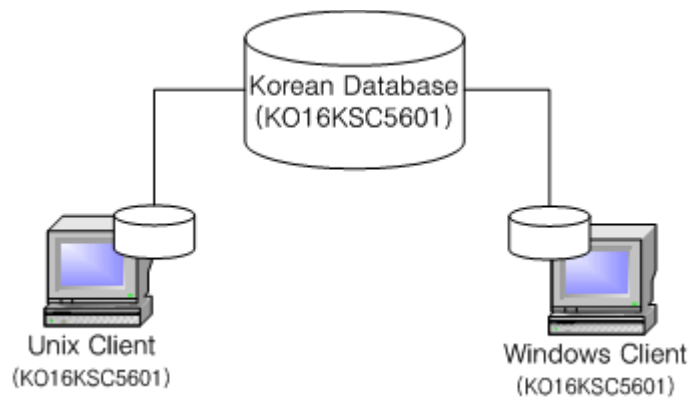 Korean Database
(KO16KSC5601)
Unix Client
(KO16KSC5601)
Windows Client
(KO16KSC5601)